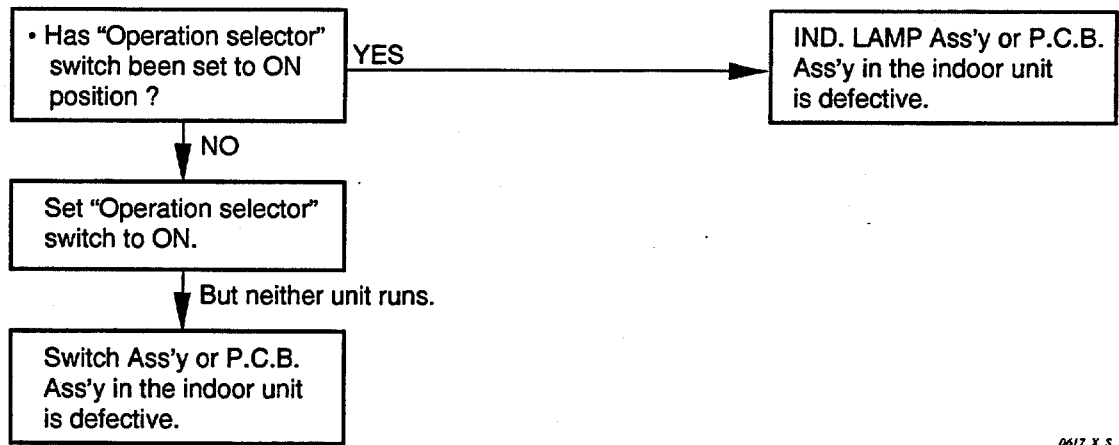 • Has “Operation selector”
switch been set to ON
position ?
YES
IND. LAMP Ass'y or P.C.B.
Ass'y in the indoor unit
is defective.
NO
Set “Operation selector”
switch to ON.
But neither unit runs.
Switch Ass'y or P.C.B.
Ass'y in the indoor unit
is defective.
0617 X S